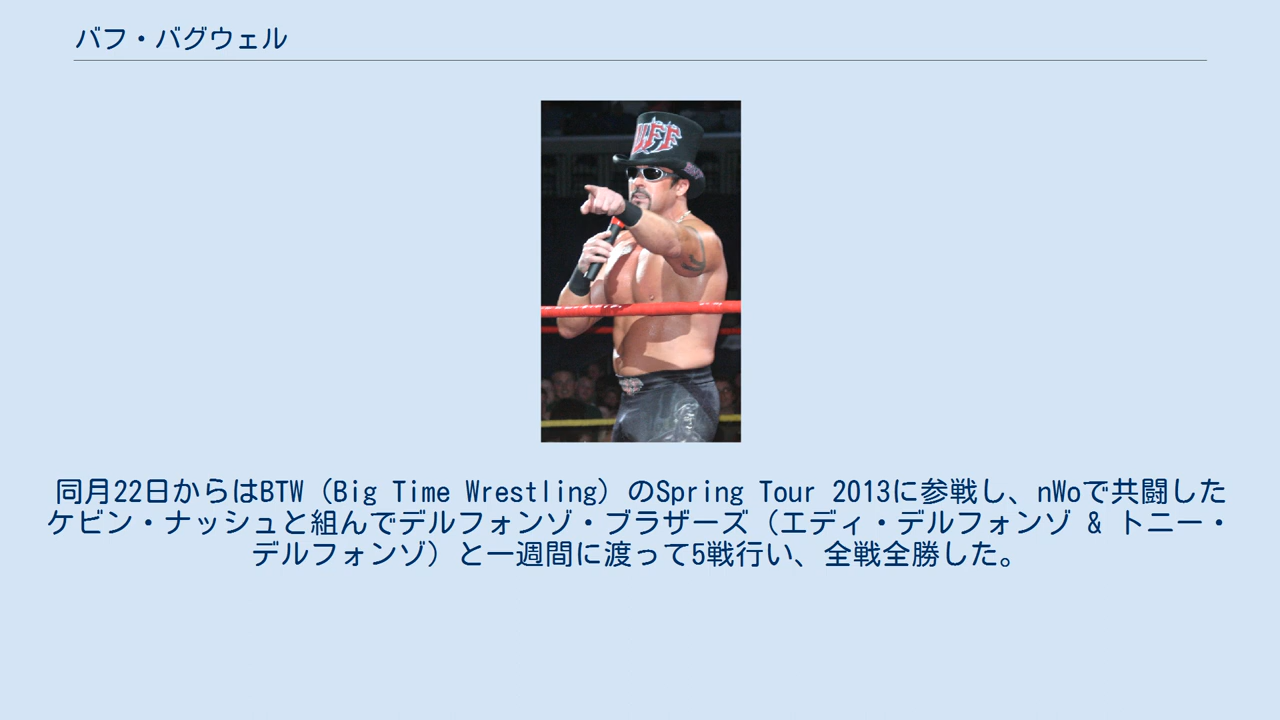 バフ・バグウェル
同月22日からはBTW（Big Time Wrestling）のSpring Tour 2013に参戦し、nWoで共闘した
ケビン・ナッシュと組んでデルフォンゾ・ブラザーズ（エディ・デルフォンゾ & トニー・
デルフォンゾ）と一週間に渡って5戦行い、全戦全勝した。